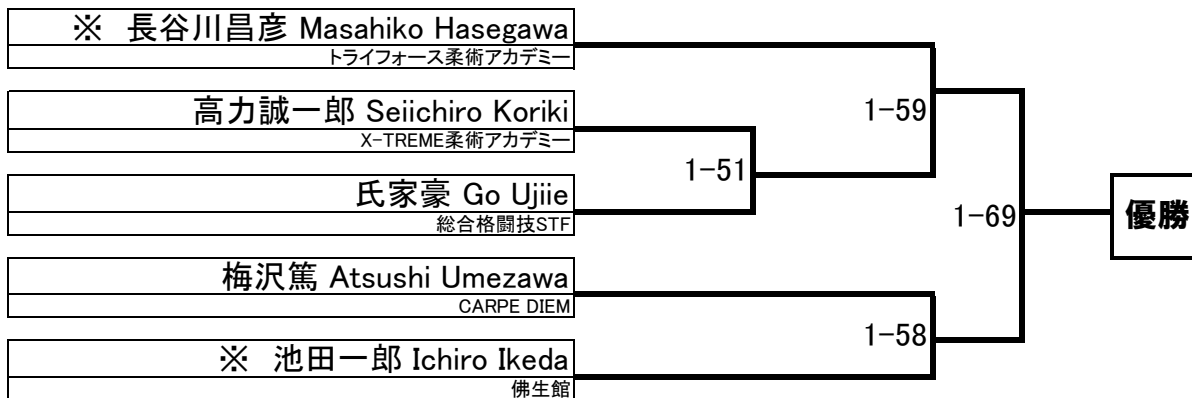 ※ 長谷川昌彦 Masahiko Hasegawa
トライフォース柔術アカデミー
高力誠一郎 Seiichiro Koriki
X-TREME柔術アカデミー
1-59
1-51
氏家豪 Go Ujiie
総合格闘技STF
1-69
優勝
梅沢篤 Atsushi Umezawa
CARPE DIEM
1-58
※ 池田一郎 Ichiro Ikeda
佛生館